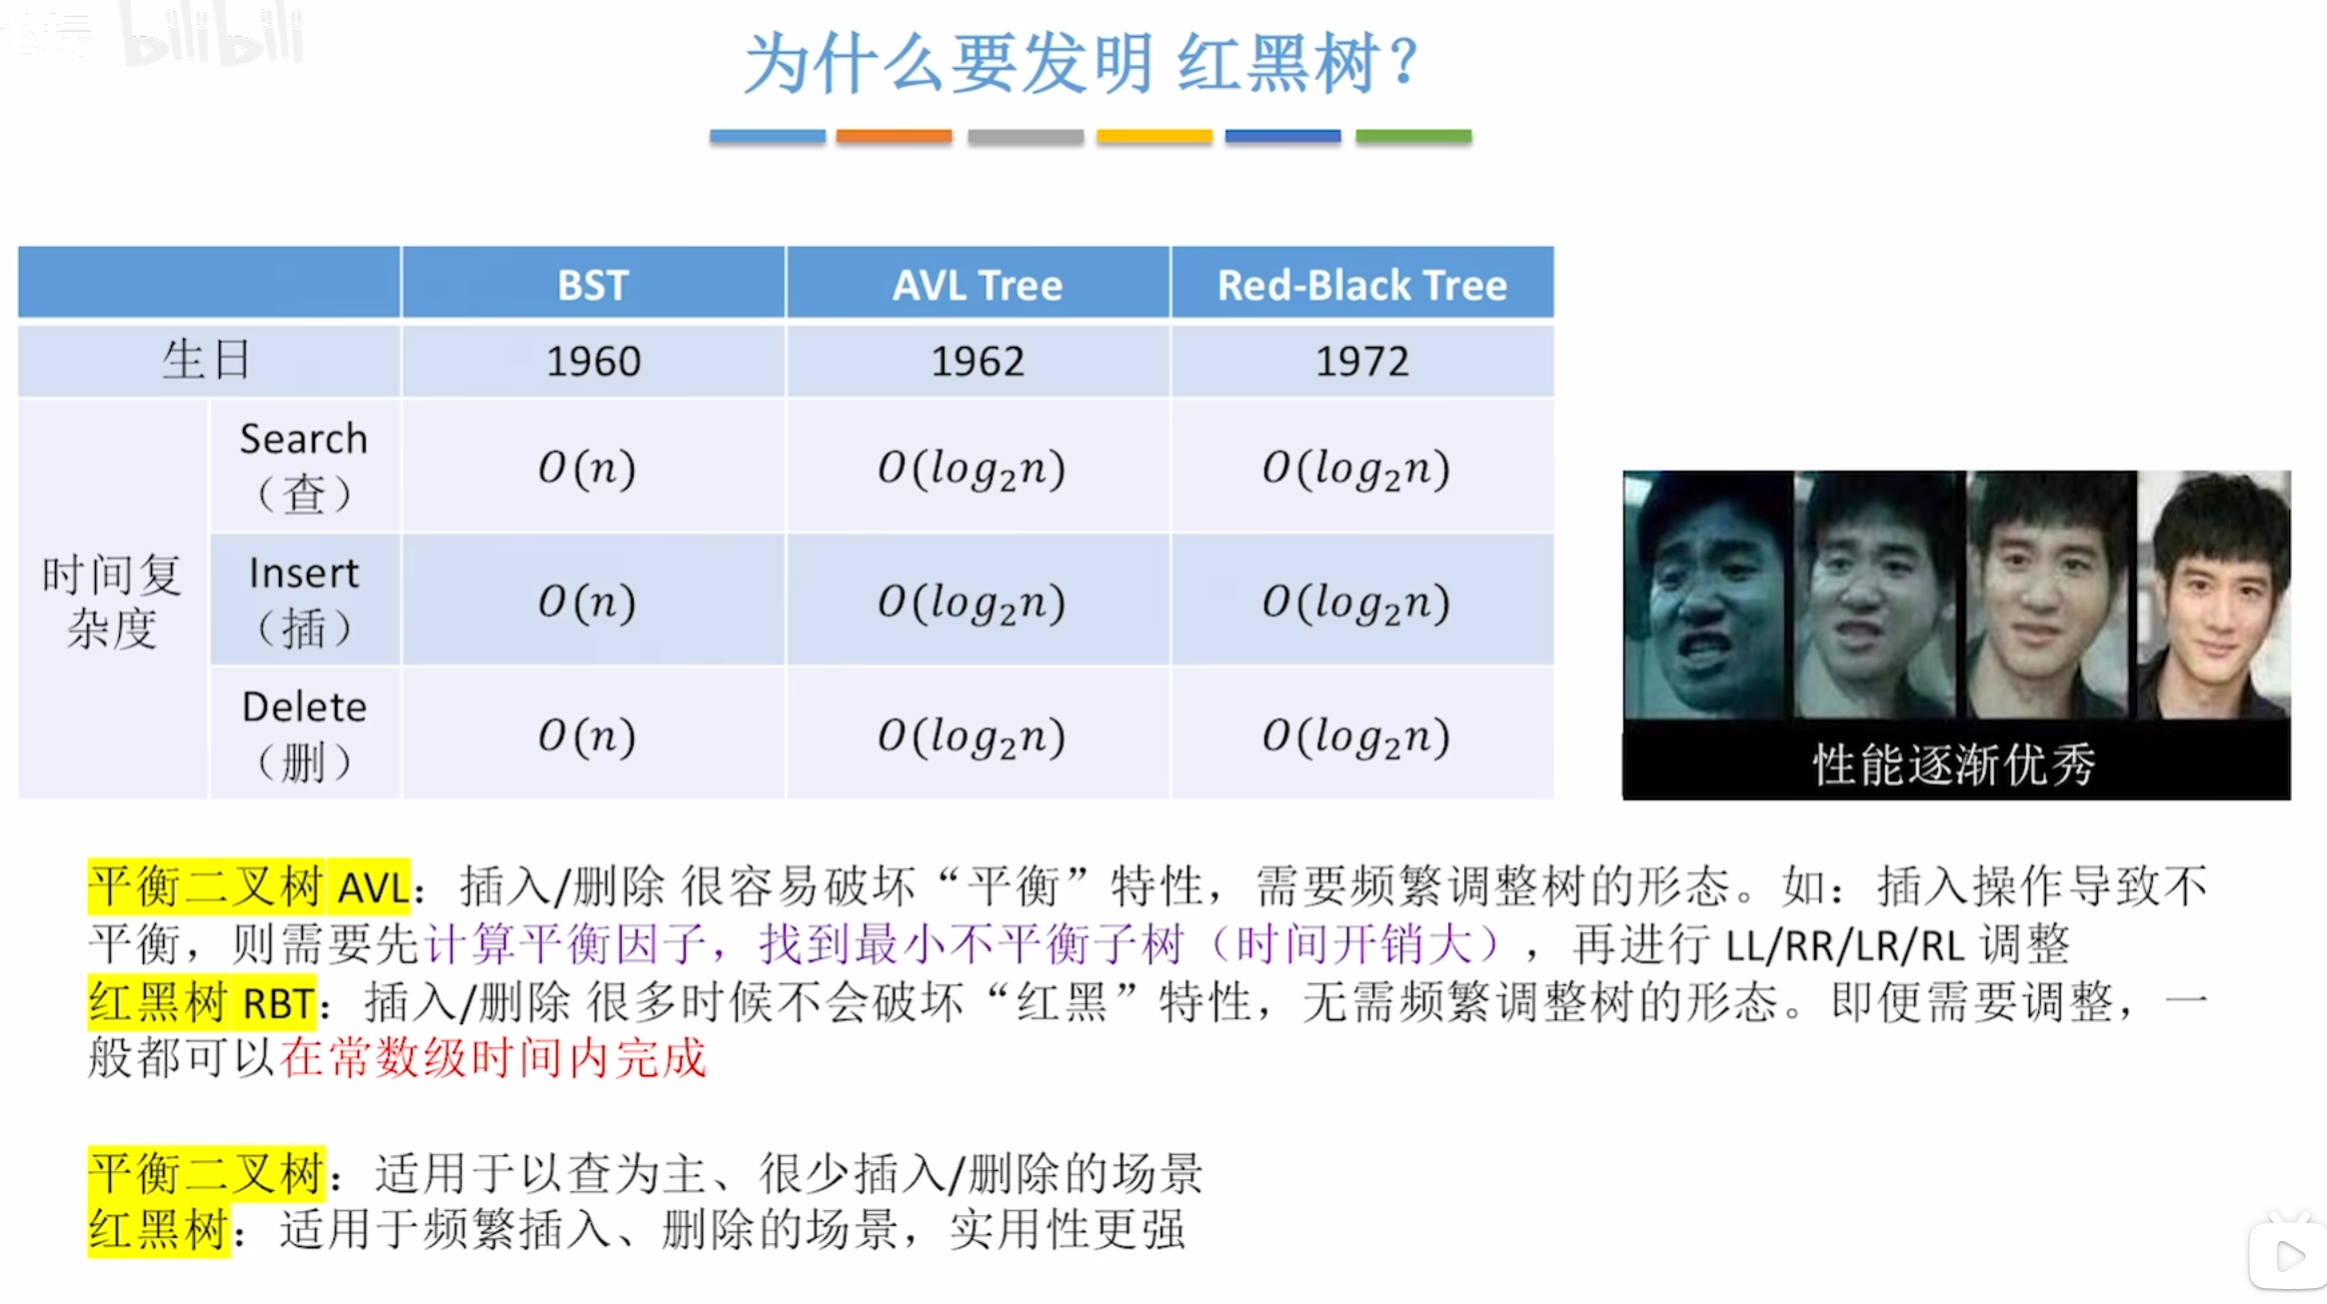 bilibili
为什么要发明 红黑树？
BST
AVL Tree
Red-Black Tree
生日
1960
1962
1972
时间复
杂度
Search
（查）
O(n)
O(log₂n)
O(log₂n)
Insert
（插）
O(n)
O(log₂n)
O(log₂n)
Delete
（删）
O(n)
O(log₂n)
O(log₂n)
性能逐渐优秀
平衡二叉树 AVL：插入/删除 很容易破坏“平衡”特性，需要频繁调整树的形态。如：插入操作导致不
平衡，则需要先计算平衡因子，找到最小不平衡子树（时间开销大），再进行 LL/RR/LR/RL 调整
红黑树 RBT：插入/删除 很多时候不会破坏“红黑”特性，无需频繁调整树的形态。即便需要调整，一
般都可以在常数级时间内完成
平衡二叉树：适用于以查为主、很少插入/删除的场景
红黑树：适用于频繁插入、删除的场景，实用性更强